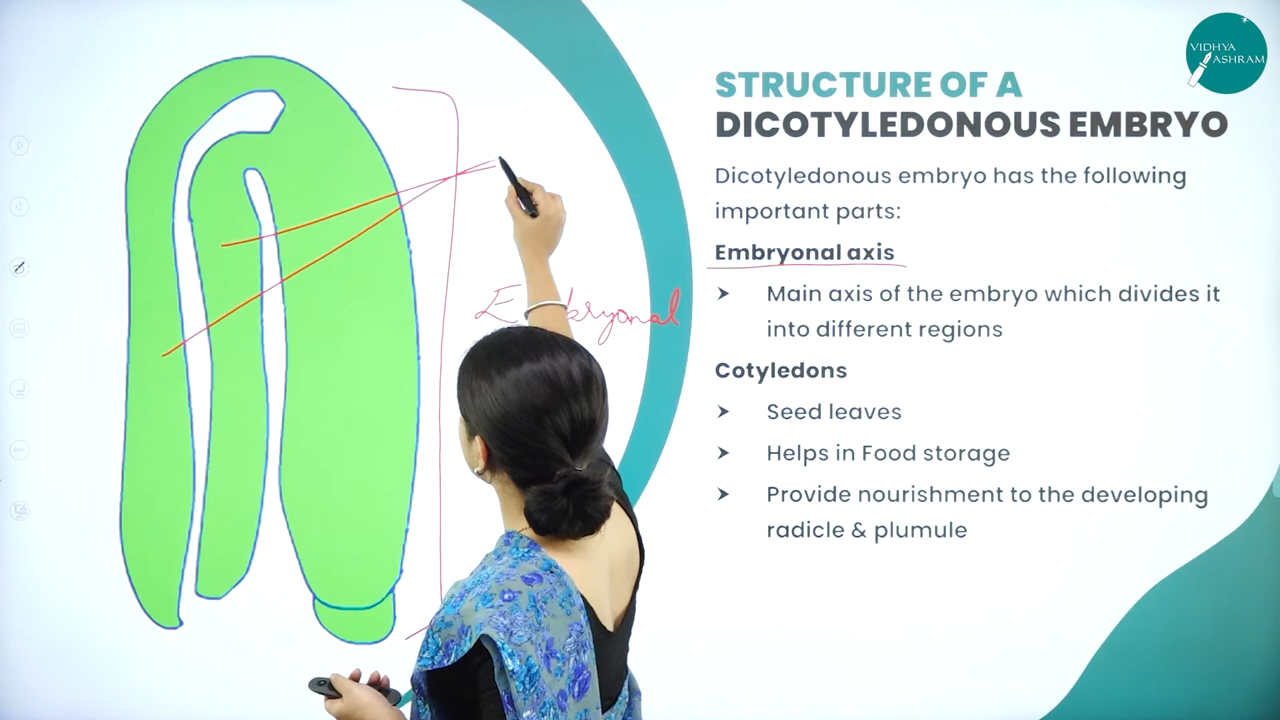 VIDHYA
ASHRAM
STRUCTURE OF A
DICOTYLEDONOUS EMBRYO
Dicotyledonous embryo has the following
important parts:
Embryonal axis
Main axis of the embryo which divides it
into different regions
Embryonal
Cotyledons
Seed leaves
Helps in Food storage
Provide nourishment to the developing
radicle & plumule